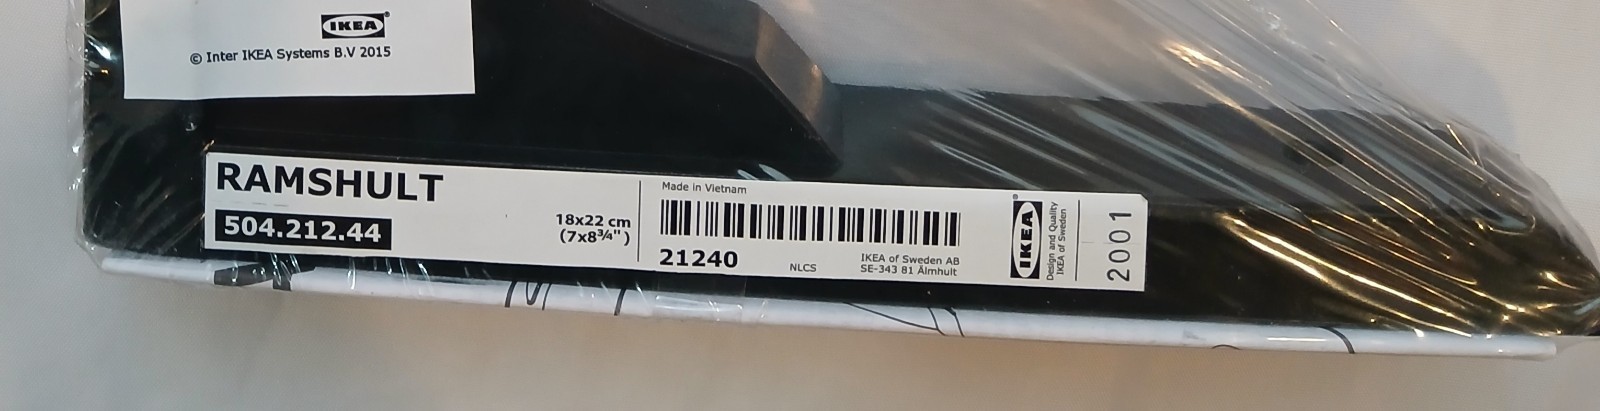 IKEA®
© Inter IKEA Systems B.V 2015
RAMSHULT
504.212.44
18x22 cm
(7x8¾")
Made in Vietnam
21240
NLCS
IKEA of Sweden AB
SE-343 81 Älmhult
IKEA®
Design and Quality
IKEA of Sweden
2001